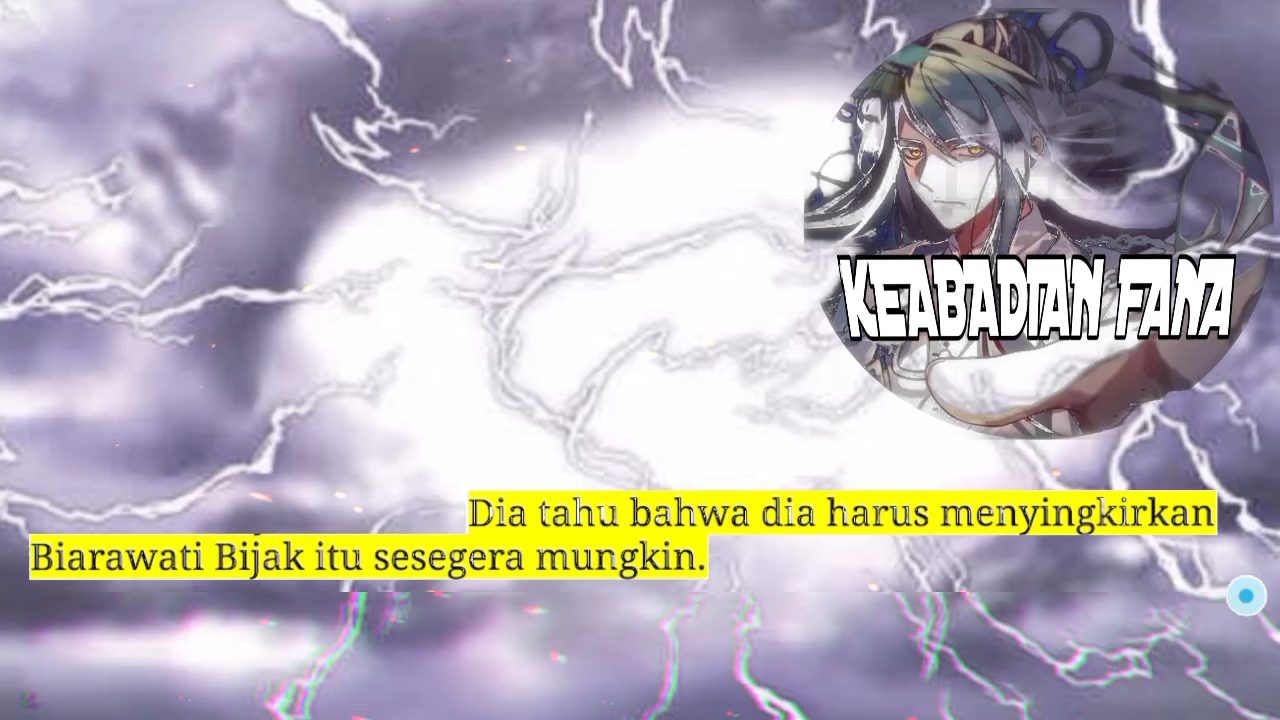 KEABADIAN FANA
Dia tahu bahwa dia harus menyingkirkan
Biarawati Bijak itu sesegera mungkin.